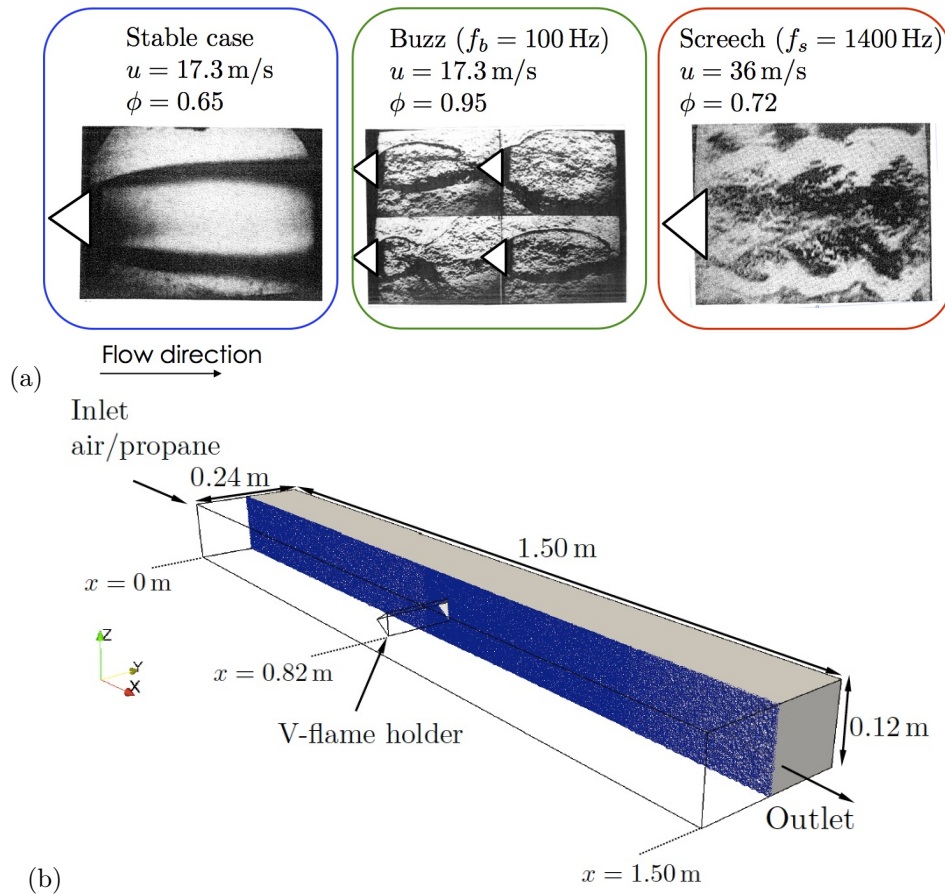 Stable case
u = 17.3 m/s
ϕ = 0.65
Buzz (f_b = 100 Hz)
u = 17.3 m/s
ϕ = 0.95
Screech (f_s = 1400 Hz)
u = 36 m/s
ϕ = 0.72
Flow direction
(a)
Inlet
air/propane
0.24 m
1.50 m
x = 0 m
Z
Y
X
x = 0.82 m
V-flame holder
0.12 m
Outlet
x = 1.50 m
(b)